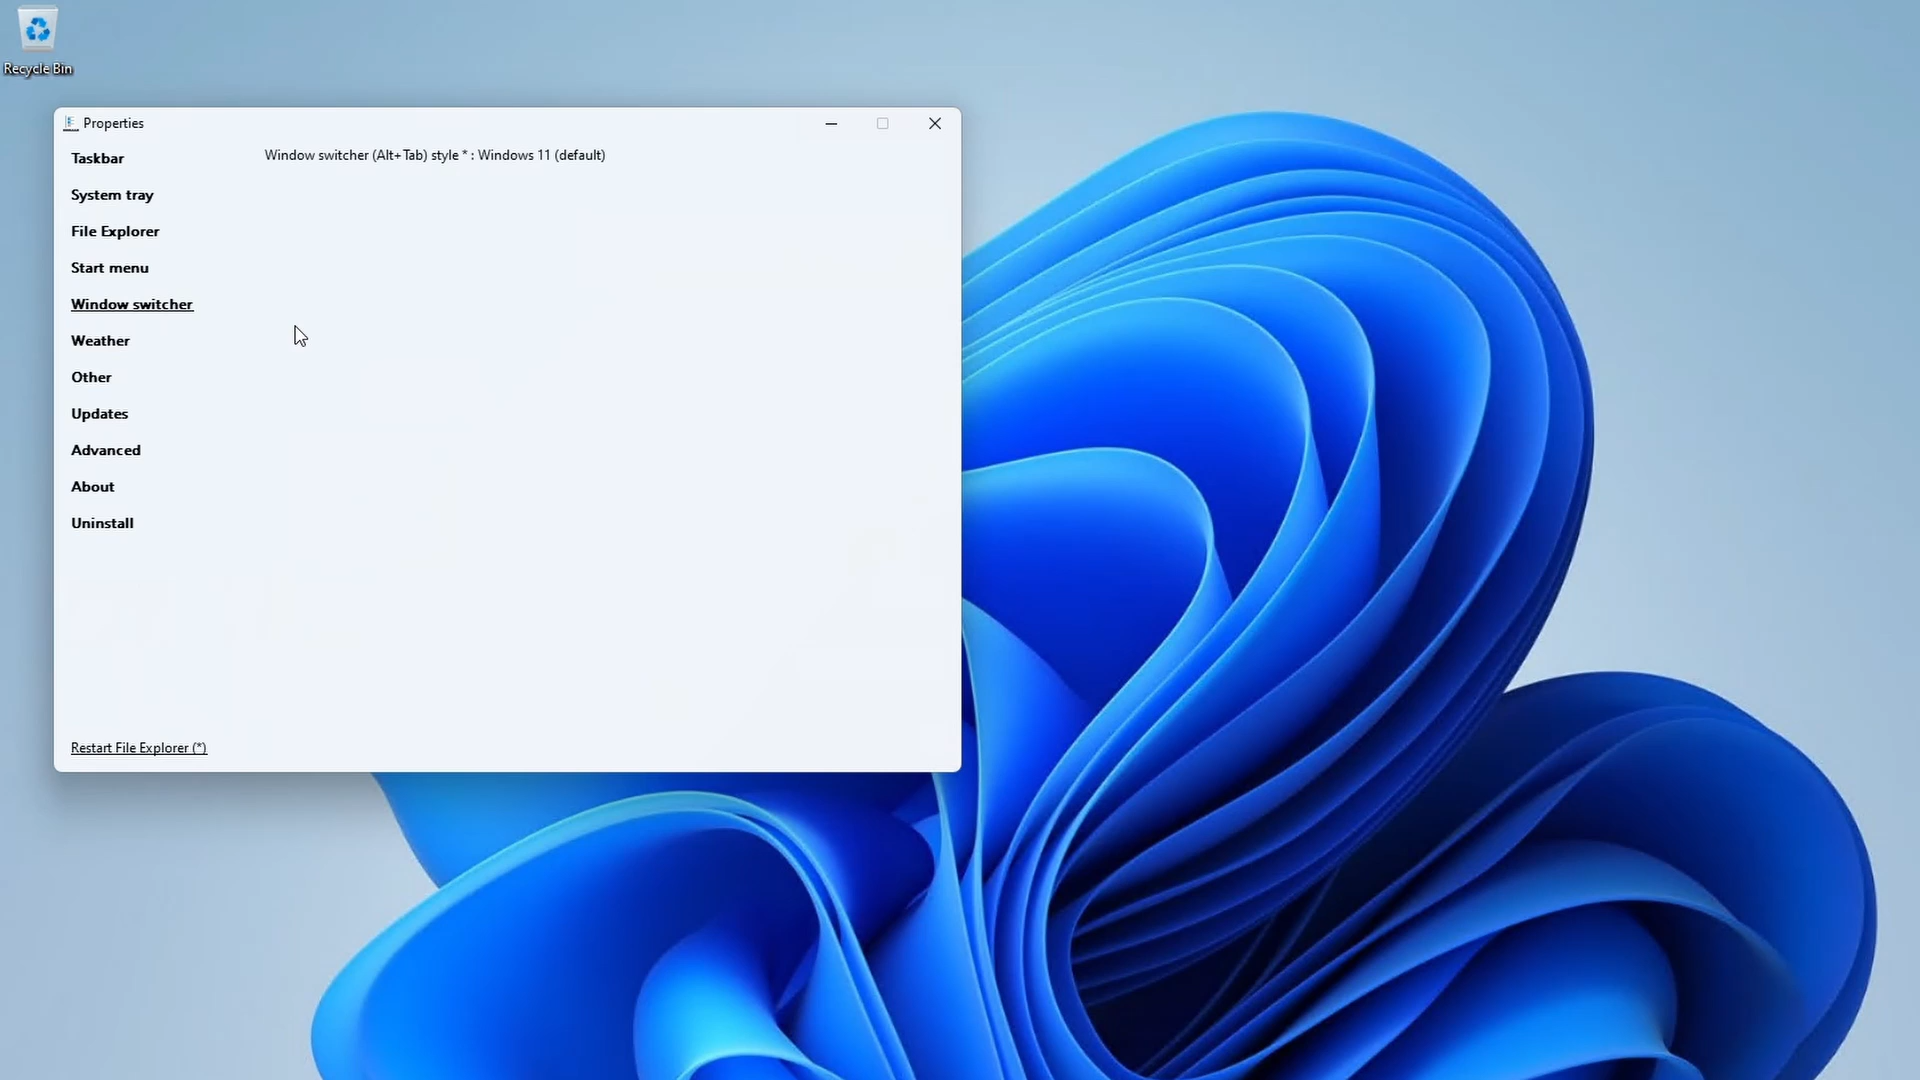 Recycle Bin
Properties
Taskbar
System tray
File Explorer
Start menu
Window switcher
Weather
Other
Updates
Advanced
About
Uninstall
Window switcher (Alt+Tab) style * : Windows 11 (default)
Restart File Explorer (*)